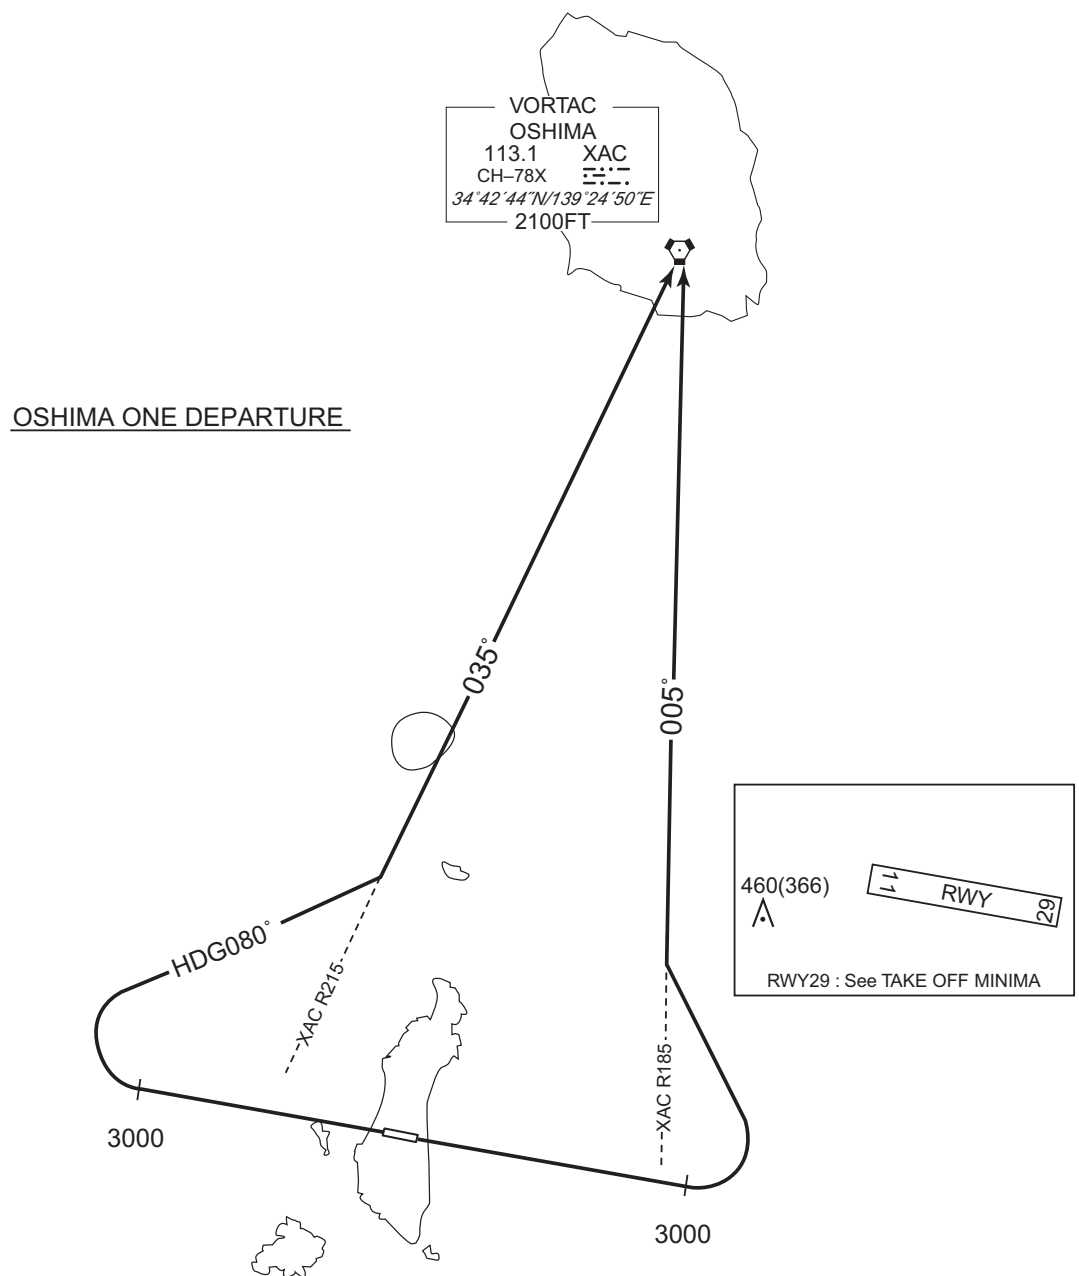 VORTAC
OSHIMA
113.1 XAC
CH–78X
34°42´44˝N/139°24´50˝E
2100FT
OSHIMA ONE DEPARTURE
035°
005°
460(366)
11 RWY 29
RWY29 : See TAKE OFF MINIMA
HDG080°
XAC R215
XAC R185
3000
3000